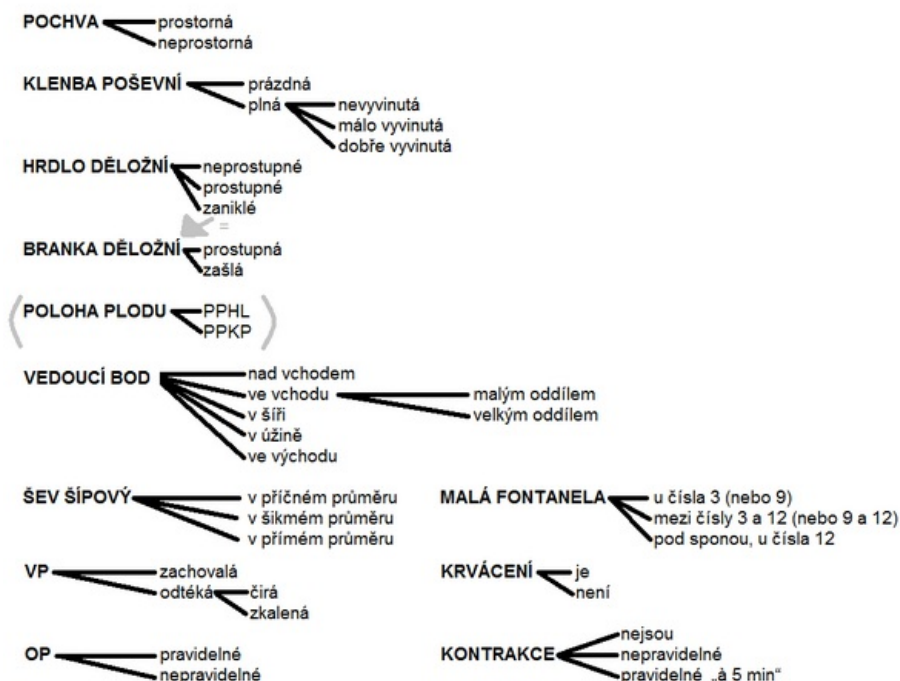 POCHVA prostorná
neprostorná
KLENBA POŠEVNÍ prázdná
plná nevyvinutá
málo vyvinutá
dobře vyvinutá
HRDLO DĚLOŽNÍ neprostupné
prostupné
zaniklé
=
BRANKA DĚLOŽNÍ prostupná
zašlá
(POLOHA PLODU PPHL
PPKP)
VEDOUCÍ BOD nad vchodem
ve vchodu malým oddílem
v šíři velkým oddílem
v úžině
ve východu
ŠEV ŠÍPOVÝ v příčném průměru
v šikmém průměru
v přímém průměru
MALÁ FONTANELA u čísla 3 (nebo 9)
mezi čísly 3 a 12 (nebo 9 a 12)
pod sponou, u čísla 12
VP zachovalá
odtéká čirá
zkalená
KRVÁCENÍ je
není
OP pravidelné
nepravidelné
KONTRAKCE nejsou
nepravidelné
pravidelné „à 5 min“